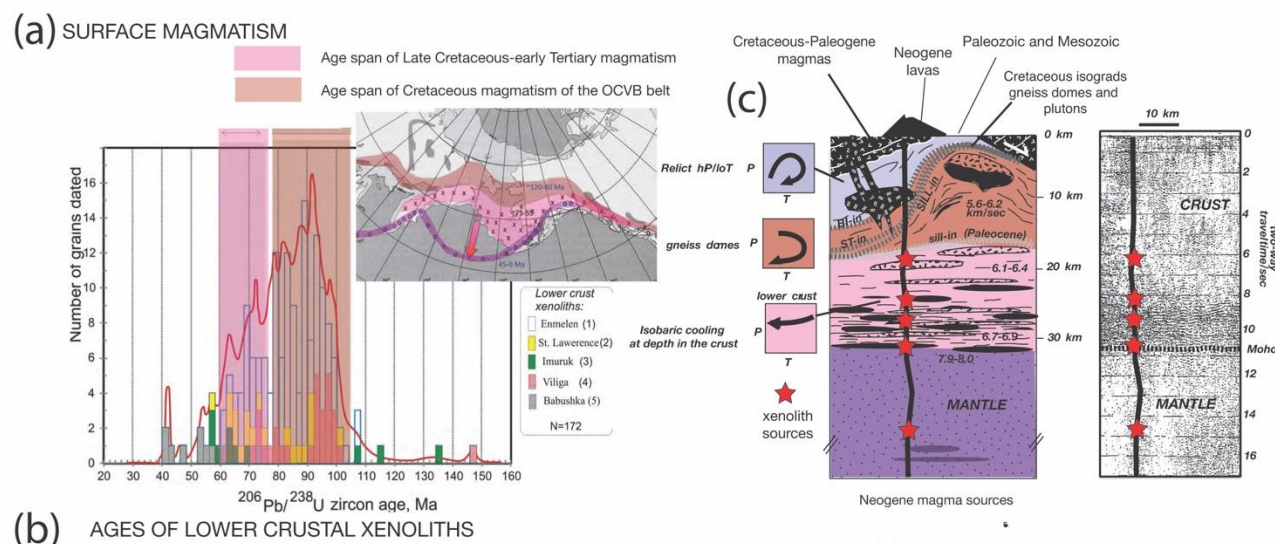 (a) SURFACE MAGMATISM
Age span of Late Cretaceous-early Tertiary magmatism
Age span of Cretaceous magmatism of the OCVB belt
Number of grains dated
16
14
12
10
8
6
4
2
0
20 30 40 50 60 70 80 90 100 110 120 130 140 150 160
206Pb/238U zircon age, Ma
45-0 Ma
Lower crust
xenoliths:
Enmelen (1)
St. Lawerence (2)
Imuruk (3)
Viliga (4)
Babushka (5)
N=172
(b) AGES OF LOWER CRUSTAL XENOLITHS
(c)
Cretaceous-Paleogene
magmas
Neogene
lavas
Paleozoic and Mesozoic
Cretaceous isograds
gneiss domes and
plutons
Relict hP/loT
P
T
gneiss domes
P
T
lower crust
Isobaric cooling
at depth in the crust
P
T
xenolith
sources
BI-in
ST-in
SILL-in
sill-in (Paleocene)
5.6-6.2
km/sec
6.1-6.4
6.7-6.9
7.9-8.0
MANTLE
0 km
10 km
20 km
30 km
Neogene magma sources
10 km
CRUST
MANTLE
0
2
4
6
8
10
Moho
12
14
16
two-way
traveltime/sec